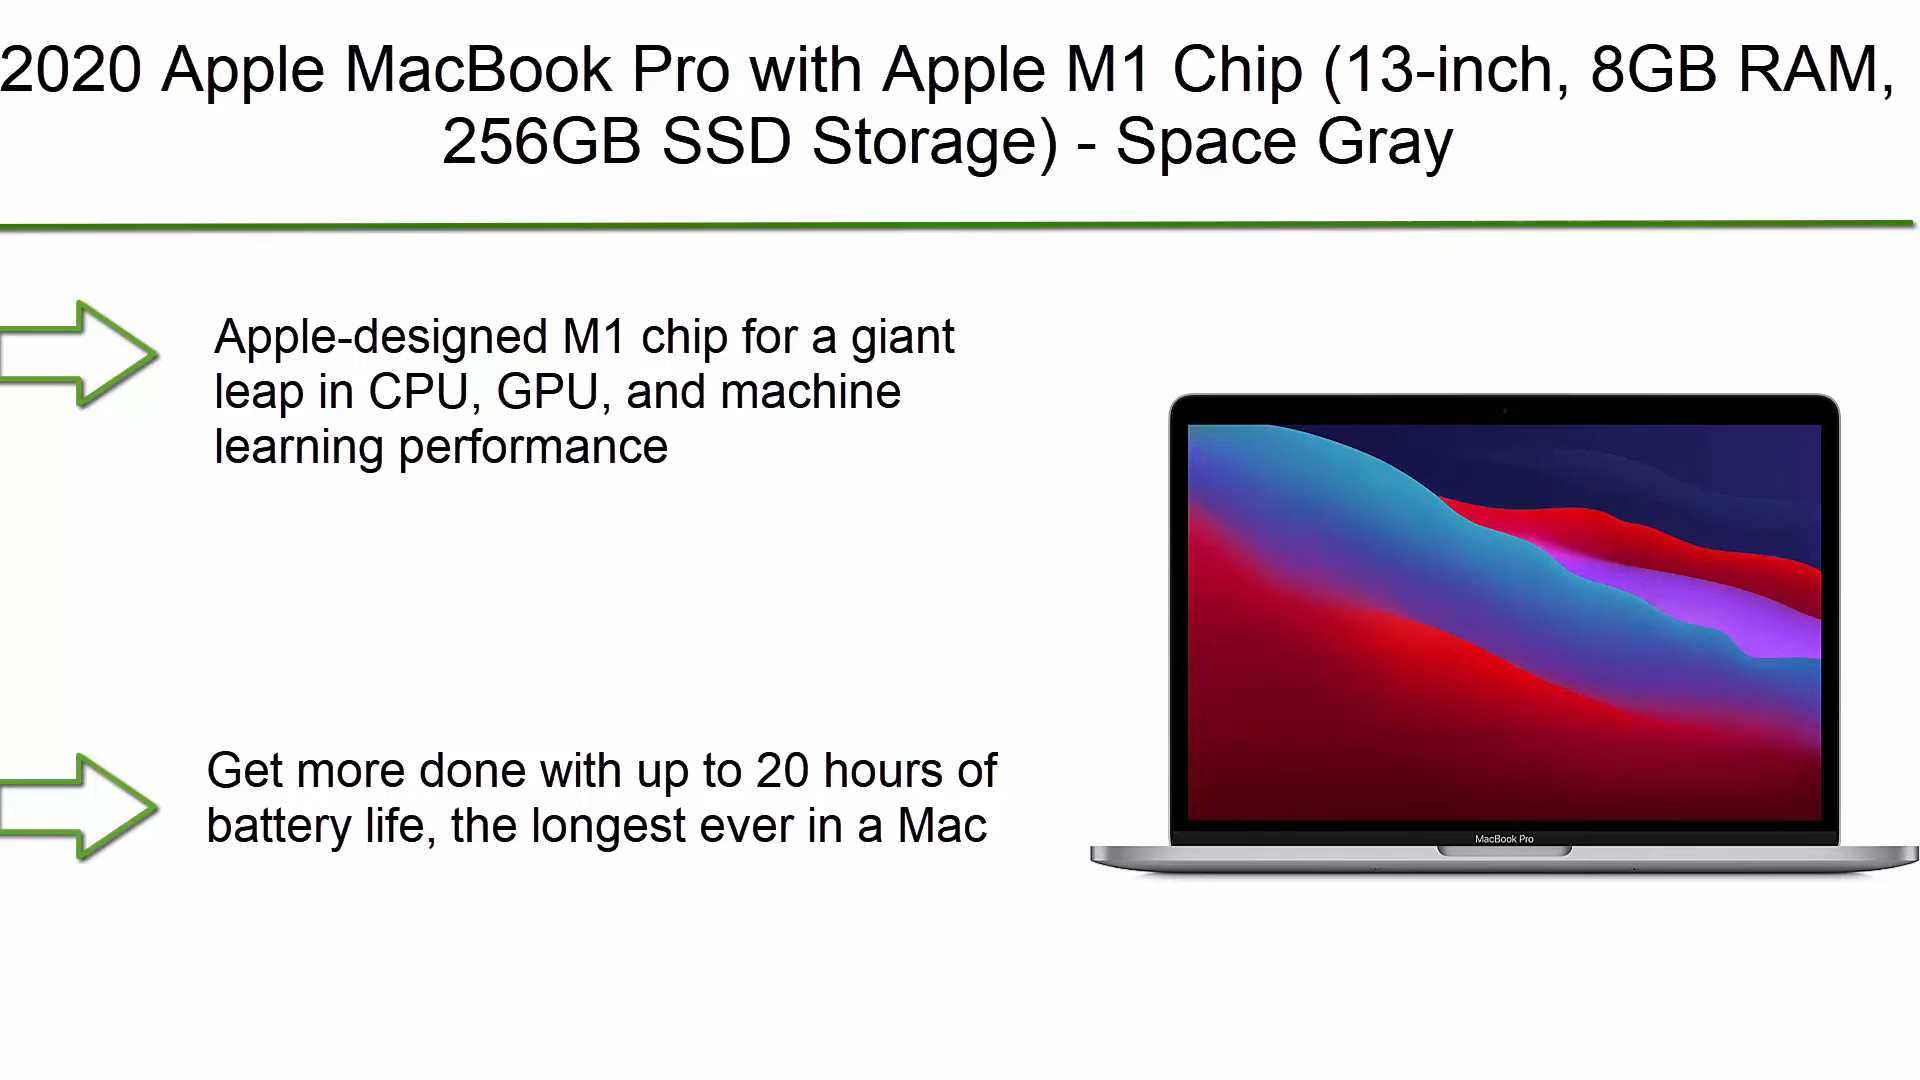 2020 Apple MacBook Pro with Apple M1 Chip (13-inch, 8GB RAM,
256GB SSD Storage) - Space Gray
Apple-designed M1 chip for a giant
leap in CPU, GPU, and machine
learning performance
Get more done with up to 20 hours of
battery life, the longest ever in a Mac
MacBook Pro